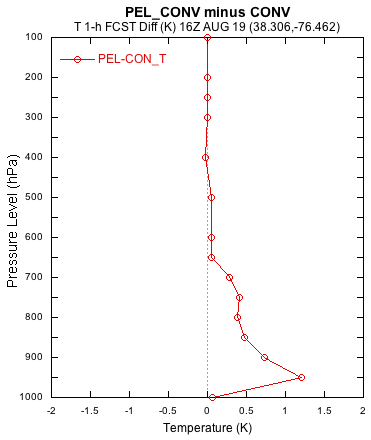 PEL_CONV minus CONV
T 1-h FCST Diff (K) 16Z AUG 19 (38.306,-76.462)
PEL-CON_T
Pressure Level (hPa)
100
200
300
400
500
600
700
800
900
1000
-2 -1.5 -1 -0.5 0 0.5 1 1.5 2
Temperature (K)